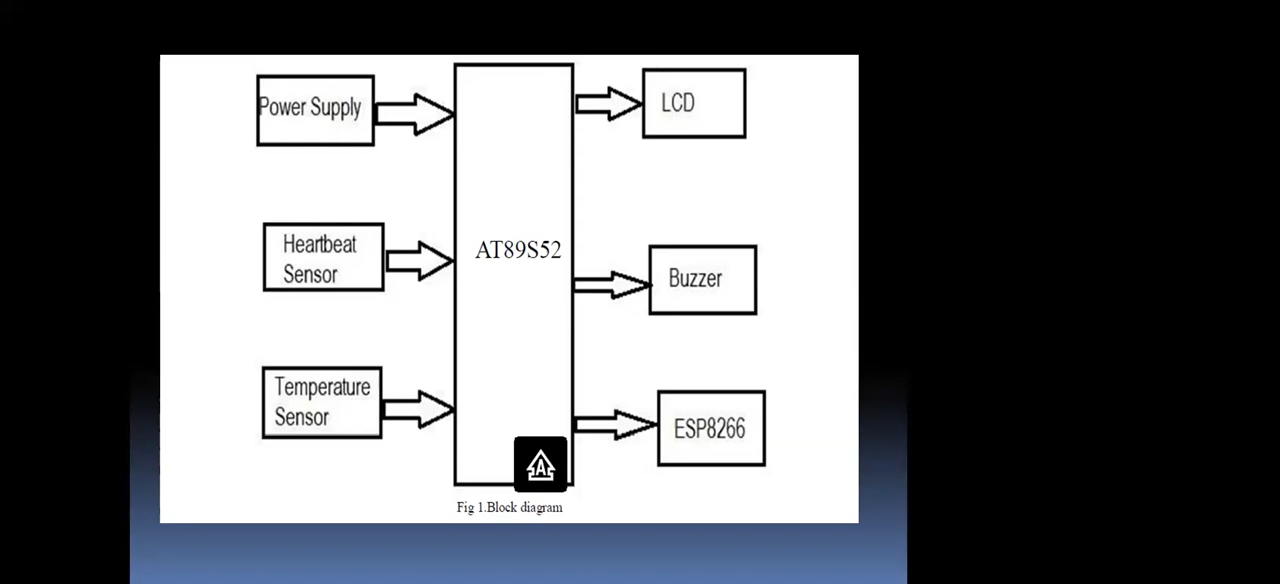 Power Supply
LCD
Heartbeat
Sensor
AT89S52
Buzzer
Temperature
Sensor
ESP8266
A
Fig 1.Block diagram